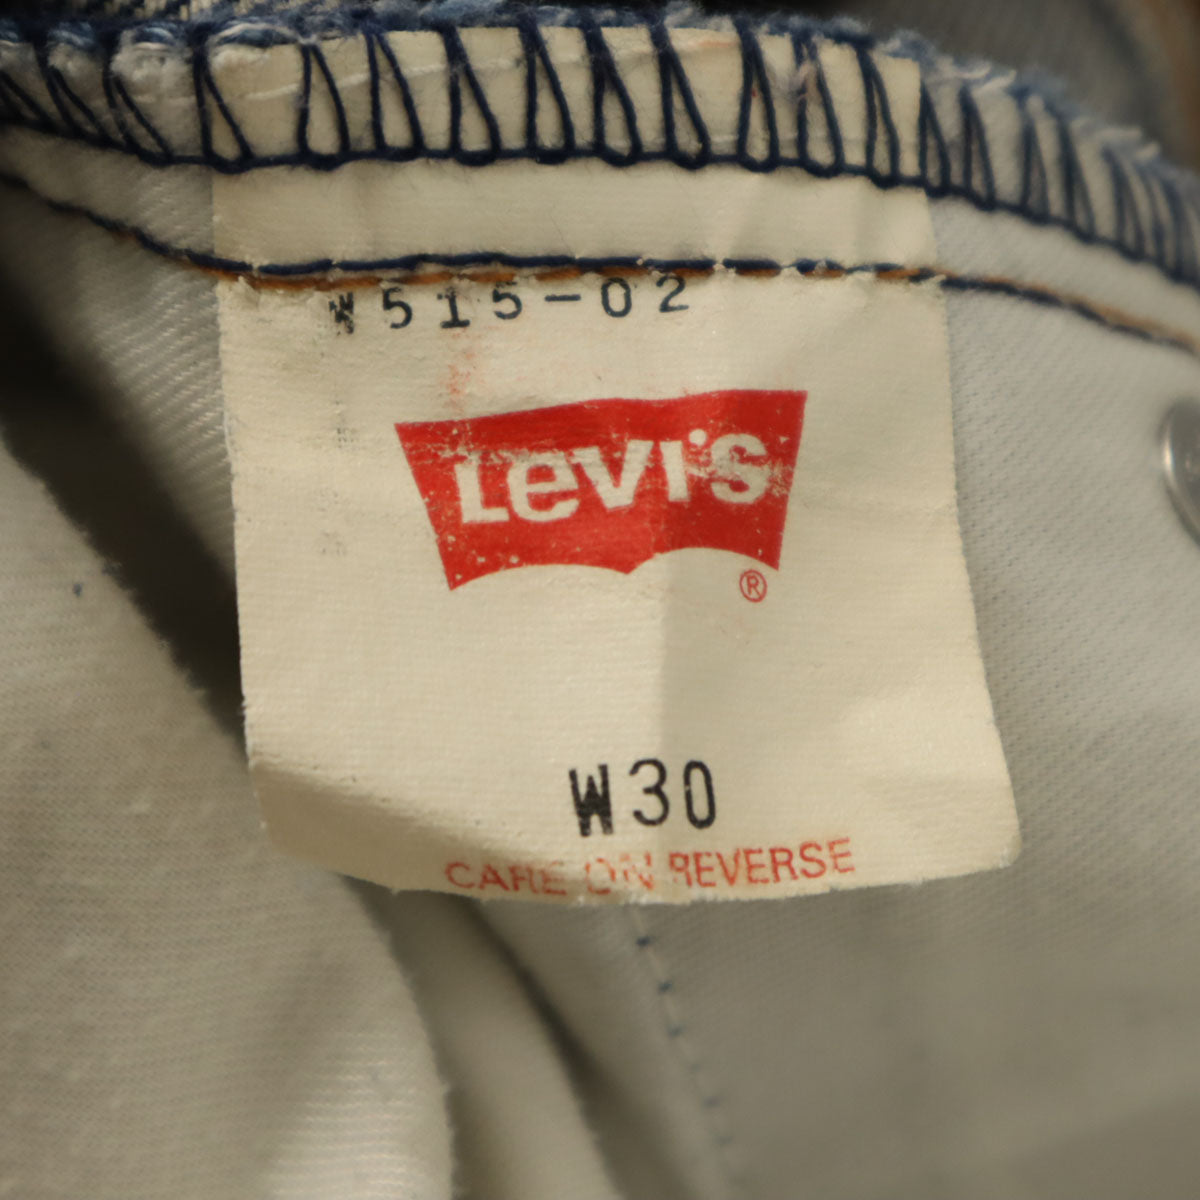 W515-02
LEVI'S
®
W30
CARE ON REVERSE